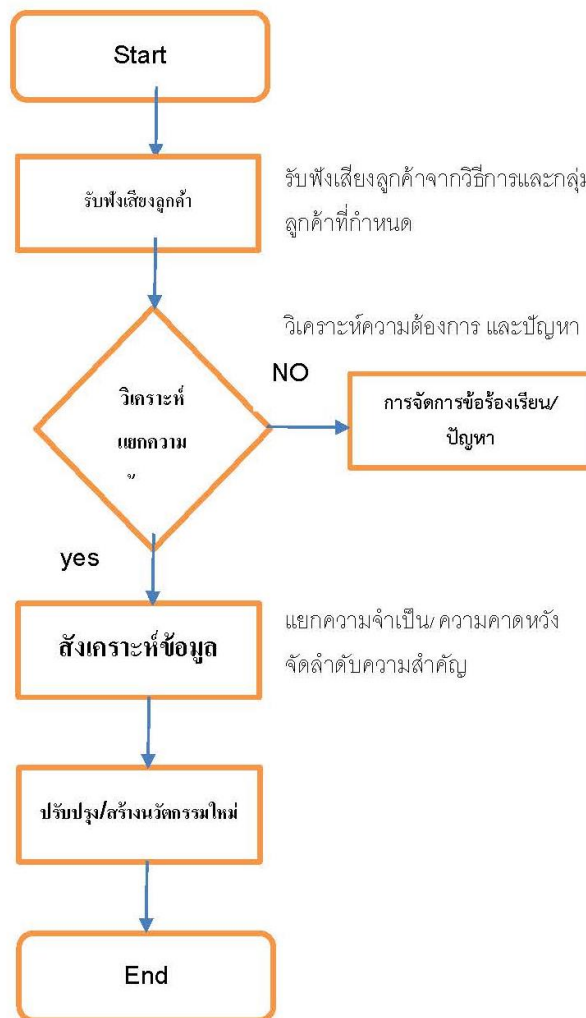 Start
รับฟังเสียงลูกค้า
รับฟังเสียงลูกค้าจากวิธีการและกลุ่ม
ลูกค้าที่กำหนด
วิเคราะห์ความต้องการ และปัญหา
วิเคราะห์
แยกความ
NO
การจัดการข้อร้องเรียน/
ปัญหา
yes
สังเคราะห์ข้อมูล
แยกความจำเป็น/ ความคาดหวัง
จัดลำดับความสำคัญ
ปรับปรุง/สร้างนวัตกรรมใหม่
End